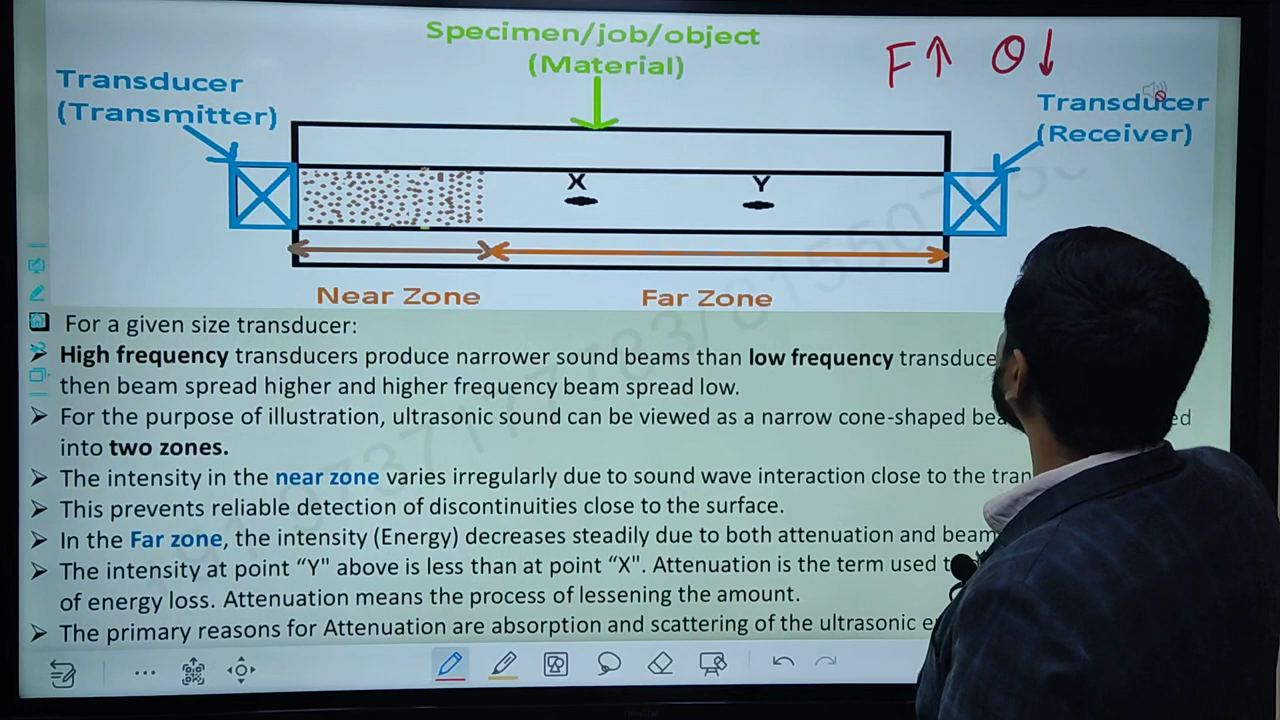 Specimen/job/object
(Material)
F↑ θ↓
Transducer
(Transmitter)
Transducer
(Receiver)
X
Y
Near Zone
Far Zone
For a given size transducer:
➤ High frequency transducers produce narrower sound beams than low frequency
then beam spread higher and higher frequency beam spread low.
➤ For the purpose of illustration, ultrasonic sound can be viewed as a narrow cone-shaped
into two zones.
➤ The intensity in the near zone varies irregularly due to sound wave interaction close to the
➤ This prevents reliable detection of discontinuities close to the surface.
➤ In the Far zone, the intensity (Energy) decreases steadily due to both attenuation and beam
➤ The intensity at point “Y" above is less than at point “X". Attenuation is the term used
of energy loss. Attenuation means the process of lessening the amount.
➤ The primary reasons for Attenuation are absorption and scattering of the ultrasonic